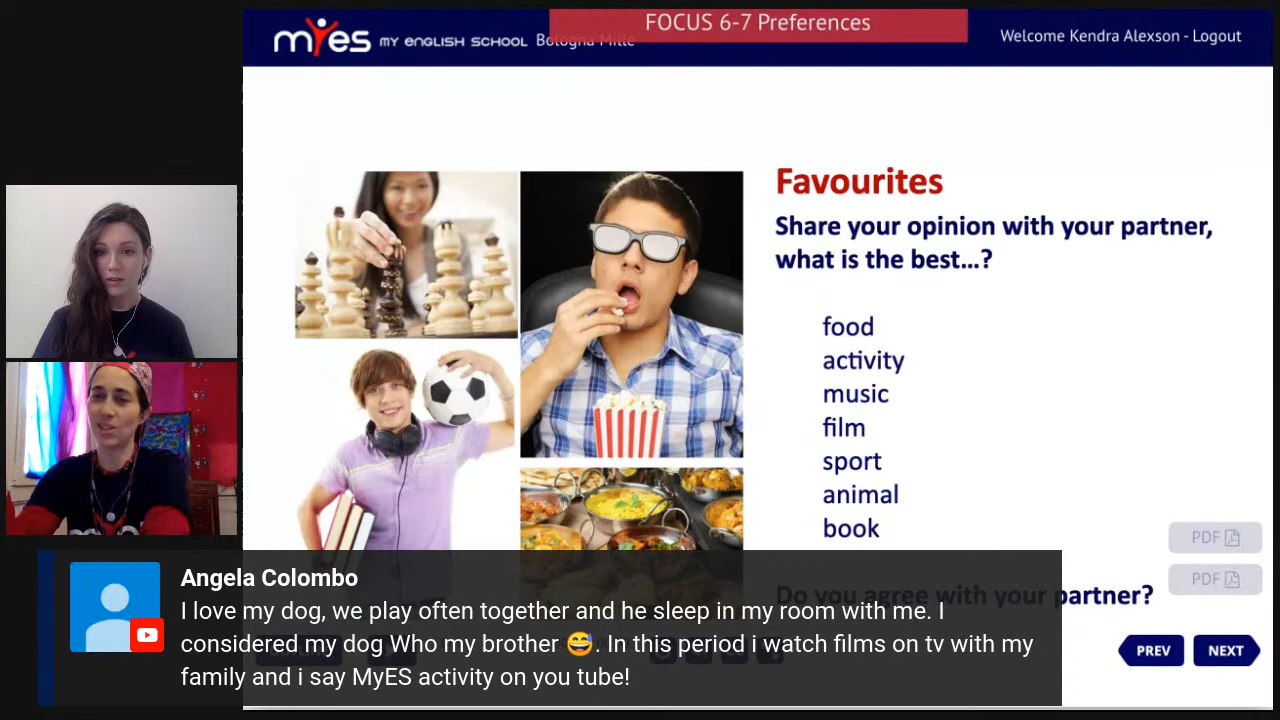 FOCUS 6-7 Preferences
myes MY ENGLISH SCHOOL Bologna Mille
Welcome Kendra Alexson - Logout
Favourites
Share your opinion with your partner,
what is the best...?
food
activity
music
film
sport
animal
book
PDF
PDF
Do you agree with your partner?
PREV NEXT
Angela Colombo
I love my dog, we play often together and he sleep in my room with me. I
considered my dog Who my brother 😅. In this period i watch films on tv with my
family and i say MyES activity on you tube!